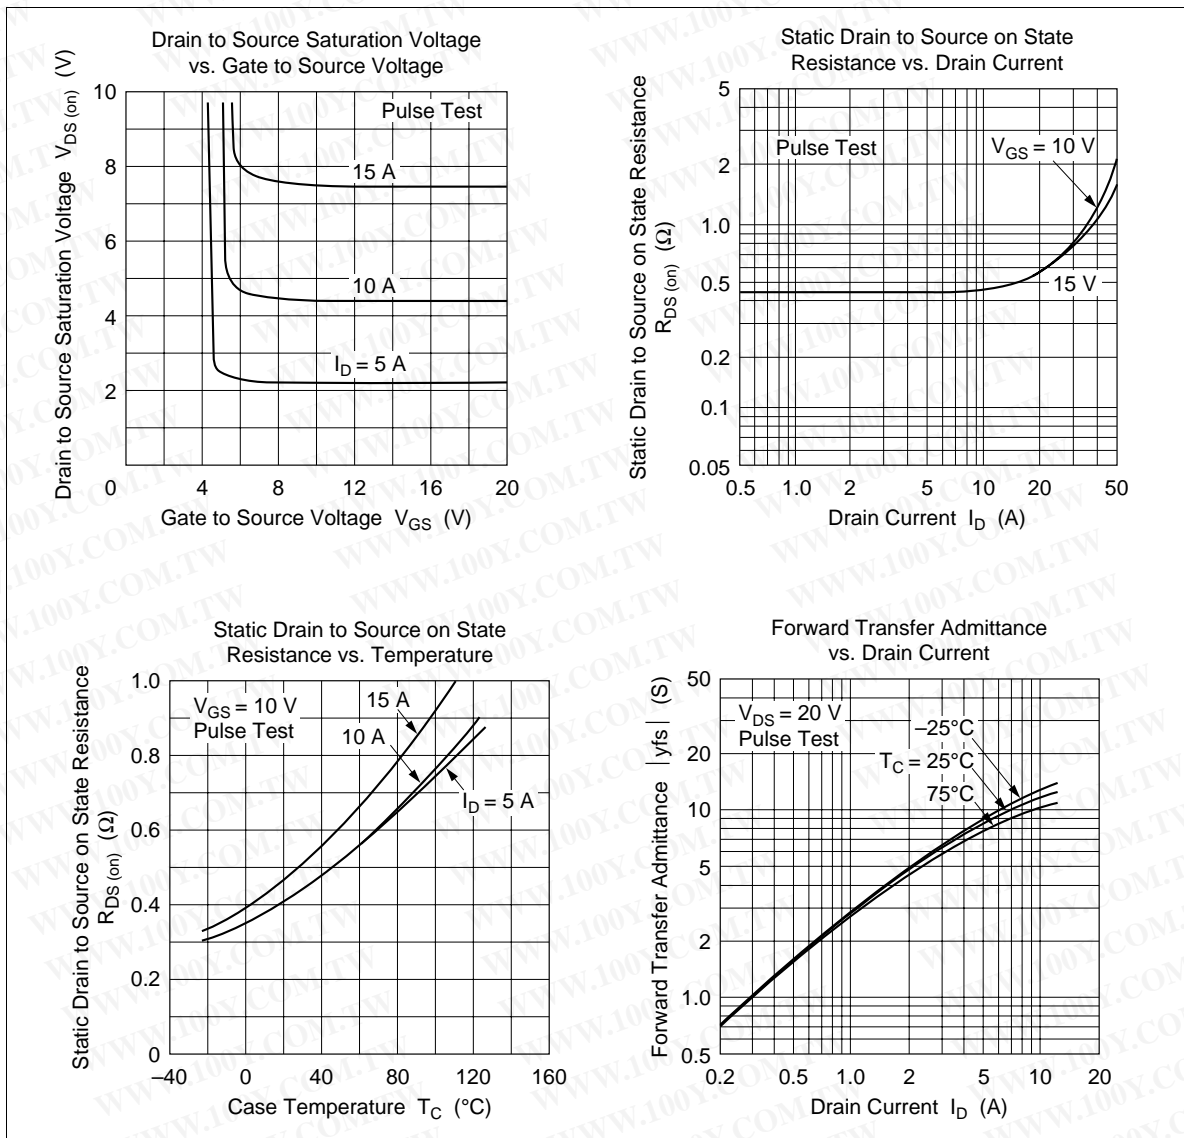 Drain to Source Saturation Voltage
vs. Gate to Source Voltage
Drain to Source Saturation Voltage V_DS (on) (V)
10
8
6
4
2
0
Pulse Test
15 A
10 A
I_D = 5 A
0 4 8 12 16 20
Gate to Source Voltage V_GS (V)
Static Drain to Source on State
Resistance vs. Drain Current
Static Drain to Source on State Resistance
R_DS (on) (Ω)
5
2
1.0
0.5
0.2
0.1
0.05
Pulse Test
V_GS = 10 V
15 V
0.5 1.0 2 5 10 20 50
Drain Current I_D (A)
Static Drain to Source on State
Resistance vs. Temperature
Static Drain to Source on State Resistance
R_DS (on) (Ω)
1.0
0.8
0.6
0.4
0.2
0
V_GS = 10 V
Pulse Test
15 A
10 A
I_D = 5 A
–40 0 40 80 120 160
Case Temperature T_C (°C)
Forward Transfer Admittance
vs. Drain Current
Forward Transfer Admittance |yfs| (S)
50
20
10
5
2
1.0
0.5
V_DS = 20 V
Pulse Test
–25°C
T_C = 25°C
75°C
0.2 0.5 1.0 2 5 10 20
Drain Current I_D (A)
WWW.100Y.COM.TW